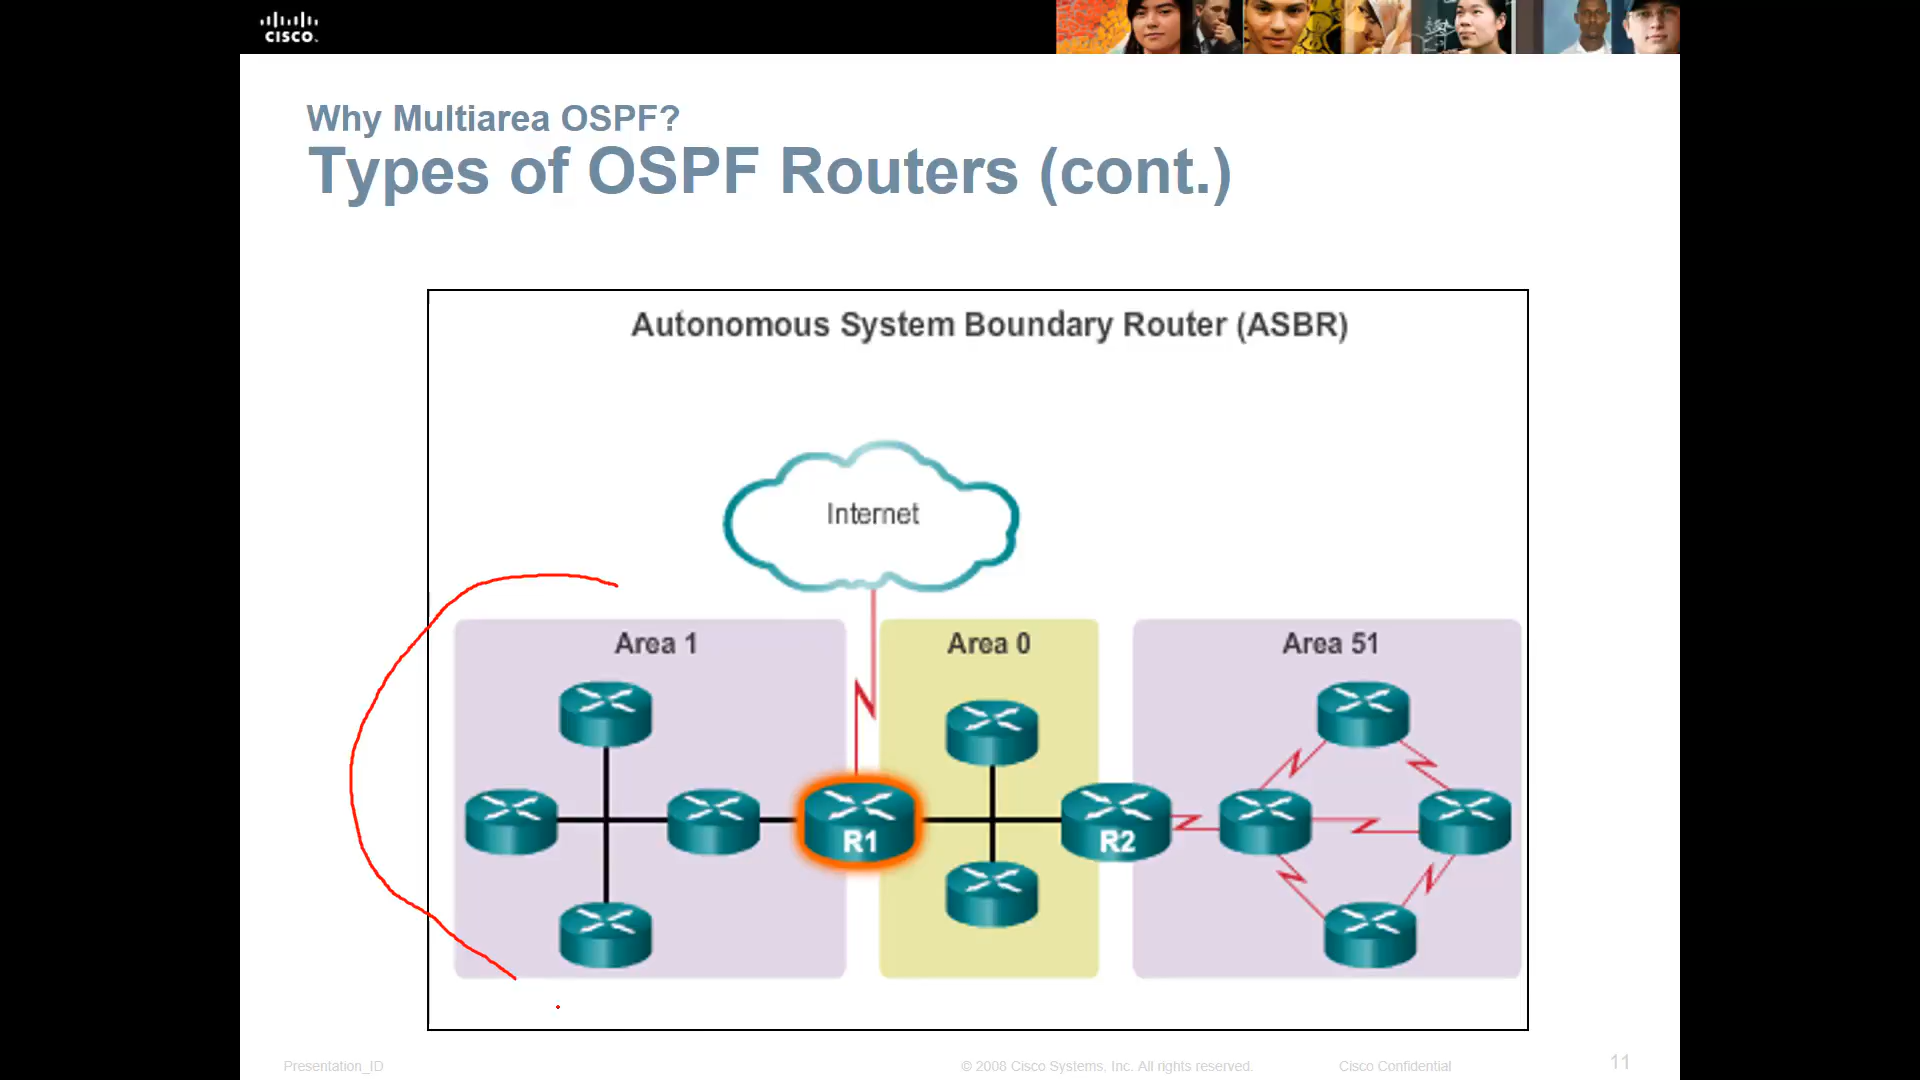 CISCO.
Why Multiarea OSPF?
Types of OSPF Routers (cont.)
Autonomous System Boundary Router (ASBR)
Internet
Area 1
Area 0
Area 51
R1
R2
Presentation_ID
© 2008 Cisco Systems, Inc. All rights reserved.
Cisco Confidential
11